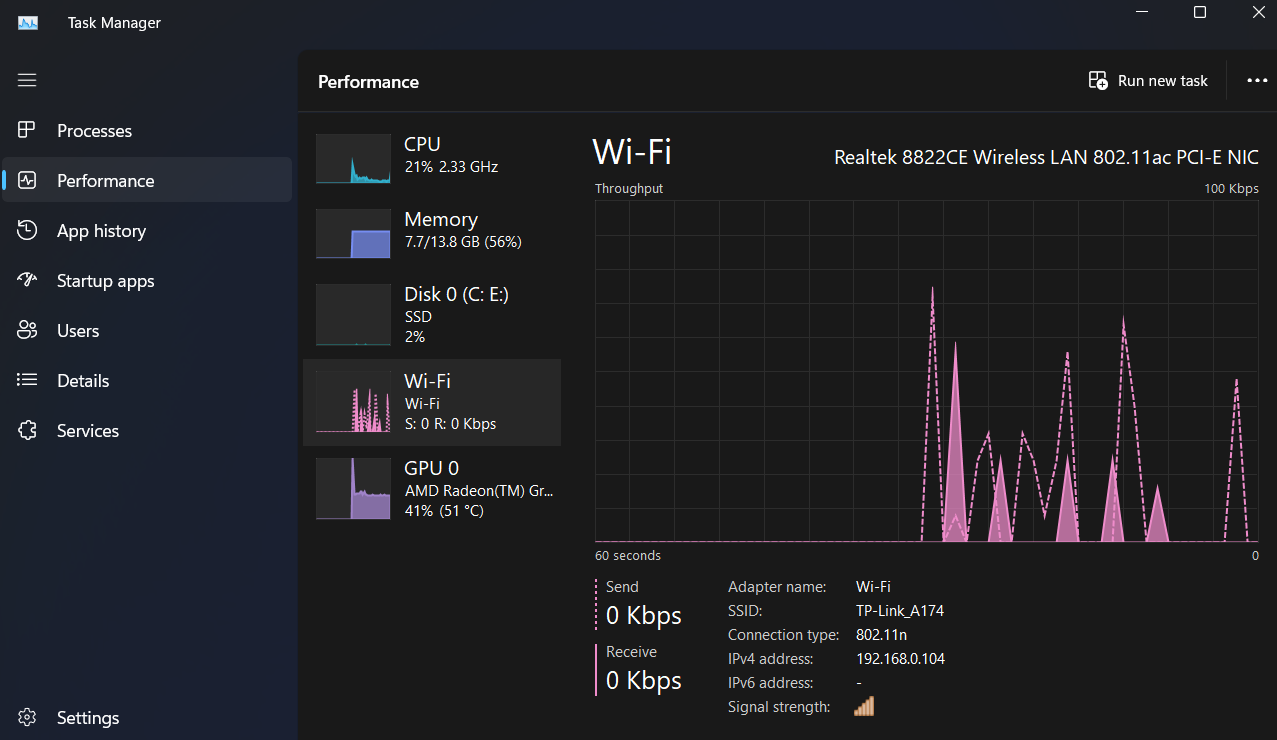 Task Manager
Performance
Run new task
Processes
Performance
App history
Startup apps
Users
Details
Services
Settings
CPU
21% 2.33 GHz
Memory
7.7/13.8 GB (56%)
Disk 0 (C: E:)
SSD
2%
Wi-Fi
Wi-Fi
S: 0 R: 0 Kbps
GPU 0
AMD Radeon(TM) Gr...
41% (51 °C)
Wi-Fi
Realtek 8822CE Wireless LAN 802.11ac PCI-E NIC
Throughput
100 Kbps
60 seconds
0
Send
0 Kbps
Receive
0 Kbps
Adapter name: Wi-Fi
SSID: TP-Link_A174
Connection type: 802.11n
IPv4 address: 192.168.0.104
IPv6 address: -
Signal strength: